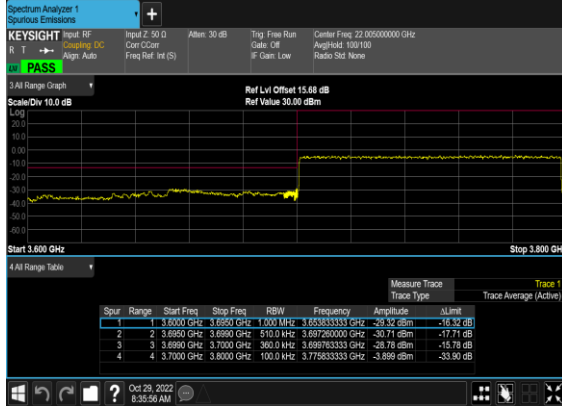 Spectrum Analyzer 1
Spurious Emissions
KEYSIGHT Input: RF Input Z: 50 Ω Atten: 30 dB Trig: Free Run Center Freq: 22.005000000 GHz
R T Coupling: DC Corr CCorr Gate: Off Avg|Hold: 100/100
Align: Auto Freq Ref: Int (S) IF Gain: Low Radio Std: None
PASS
3 All Range Graph
Ref Lvl Offset 15.68 dB
Scale/Div 10.0 dB Ref Value 30.00 dBm
Log
20.0
10.0
0.00
-10.0
-20.0
-30.0
-40.0
-50.0
-60.0
Start 3.600 GHz Stop 3.800 GH
4 All Range Table
Measure Trace Trace 1
Trace Type Trace Average (Active)
Spur Range Start Freq Stop Freq RBW Frequency Amplitude ΔLimit
1 1 3.6000 GHz 3.6950 GHz 1.000 MHz 3.653833333 GHz -29.32 dBm -16.32 dB
2 2 3.6950 GHz 3.6990 GHz 510.0 kHz 3.697260000 GHz -30.71 dBm -17.71 dB
3 3 3.6990 GHz 3.7000 GHz 360.0 kHz 3.699763333 GHz -28.78 dBm -15.78 dB
4 4 3.7000 GHz 3.8000 GHz 100.0 kHz 3.775833333 GHz -3.899 dBm -33.90 dB
Oct 29, 2022
8:35:56 AM